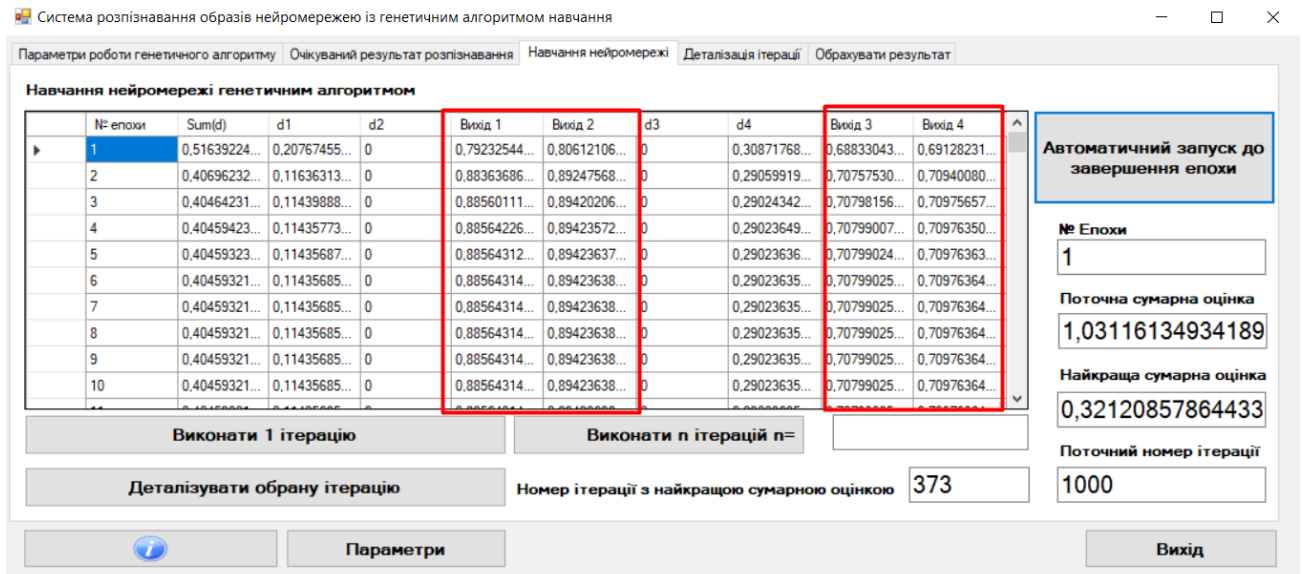 Система розпізнавання образів нейромережею із генетичним алгоритмом навчання
Параметри роботи генетичного алгоритму Очікуваний результат розпізнавання Навчання нейромережі Деталізація ітерації Обрахувати результат
Навчання нейромережі генетичним алгоритмом
№ епохи Sum(d) d1 d2 Вихід 1 Вихід 2 d3 d4 Вихід 3 Вихід 4
1 0,51639224... 0,20767455... 0 0,79232544... 0,80612106... 0 0,30871768... 0,68833043... 0,69128231...
2 0,40696232... 0,11636313... 0 0,88363686... 0,89247568... 0 0,29059919... 0,70757530... 0,70940080...
3 0,40464231... 0,11439888... 0 0,88560111... 0,89420206... 0 0,29024342... 0,70798156... 0,70975657...
4 0,40459423... 0,11435773... 0 0,88564226... 0,89423572... 0 0,29023649... 0,70799007... 0,70976350...
5 0,40459323... 0,11435687... 0 0,88564312... 0,89423637... 0 0,29023636... 0,70799024... 0,70976363...
6 0,40459321... 0,11435685... 0 0,88564314... 0,89423638... 0 0,29023635... 0,70799025... 0,70976364...
7 0,40459321... 0,11435685... 0 0,88564314... 0,89423638... 0 0,29023635... 0,70799025... 0,70976364...
8 0,40459321... 0,11435685... 0 0,88564314... 0,89423638... 0 0,29023635... 0,70799025... 0,70976364...
9 0,40459321... 0,11435685... 0 0,88564314... 0,89423638... 0 0,29023635... 0,70799025... 0,70976364...
10 0,40459321... 0,11435685... 0 0,88564314... 0,89423638... 0 0,29023635... 0,70799025... 0,70976364...
Автоматичний запуск до
завершення епохи
№ Епохи
1
Поточна сумарна оцінка
1,03116134934189
Найкраща сумарна оцінка
0,32120857864433
Поточний номер ітерації
1000
Виконати 1 ітерацію Виконати n ітерацій n=
Деталізувати обрану ітерацію Номер ітерації з найкращою сумарною оцінкою 373
Параметри Вихід